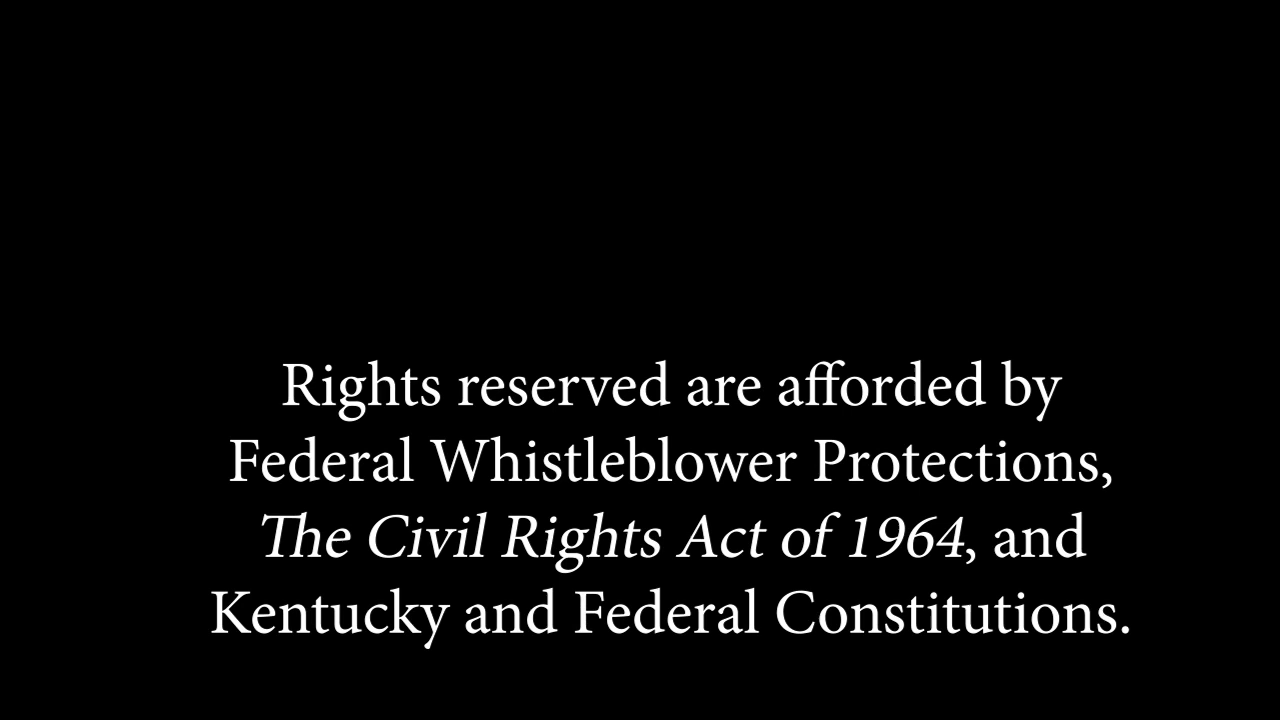 Rights reserved are afforded by
Federal Whistleblower Protections,
The Civil Rights Act of 1964, and
Kentucky and Federal Constitutions.